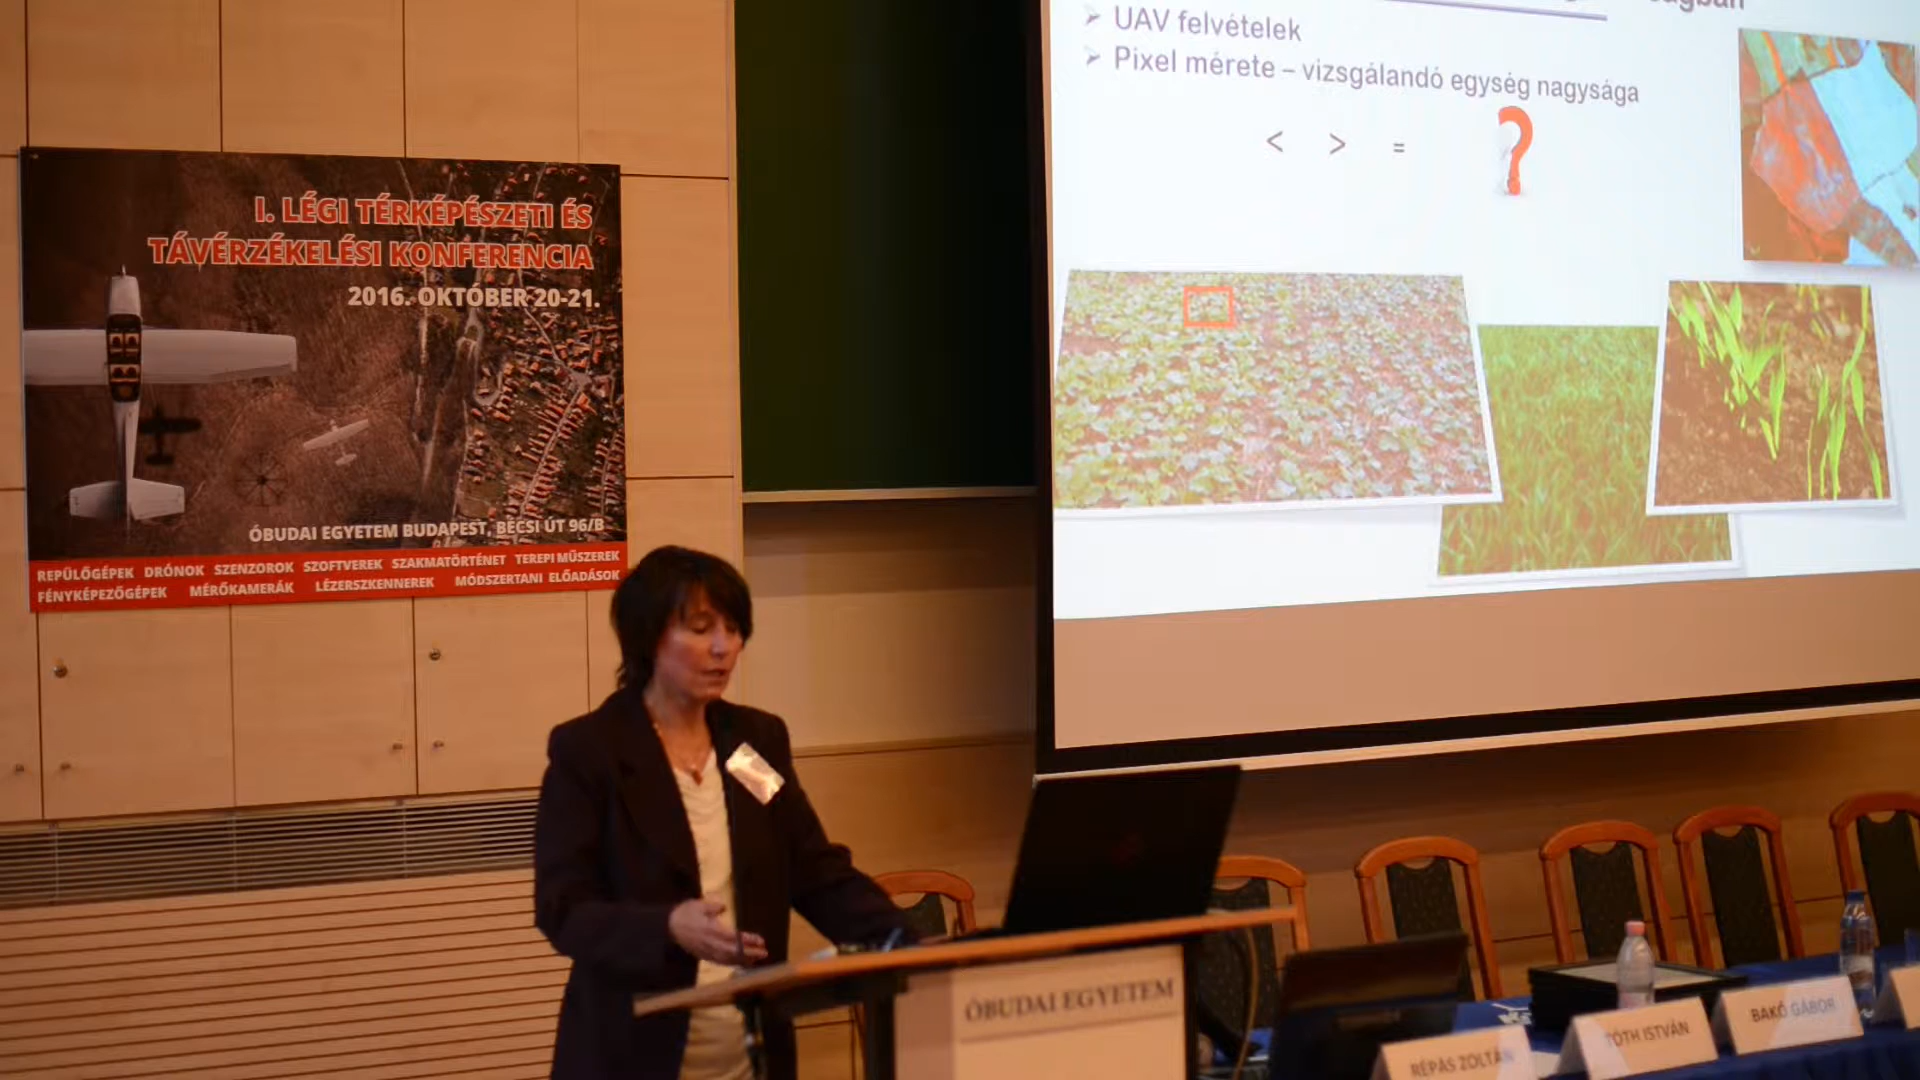 I. LÉGI TÉRKÉPÉSZETI ÉS
TÁVÉRZÉKELÉSI KONFERENCIA
2016. OKTÓBER 20-21.
ÓBUDAI EGYETEM BUDAPEST, BÉCSI ÚT 96/B
REPÜLŐGÉPEK DRÓNOK SZENZOROK SZOFTVEREK SZAKMATÖRTÉNET TEREPI MŰSZEREK
FÉNYKÉPEZŐGÉPEK MÉRŐKAMERÁK LÉZERSZKENNEREK MÓDSZERTANI ELŐADÁSOK
UAV felvételek
Pixel mérete – vizsgálandó egység nagysága
< > = ?
ÓBUDAI EGYETEM
RÉPÁS ZOLTÁN
TÓTH ISTVÁN
BAKÓ GÁBOR